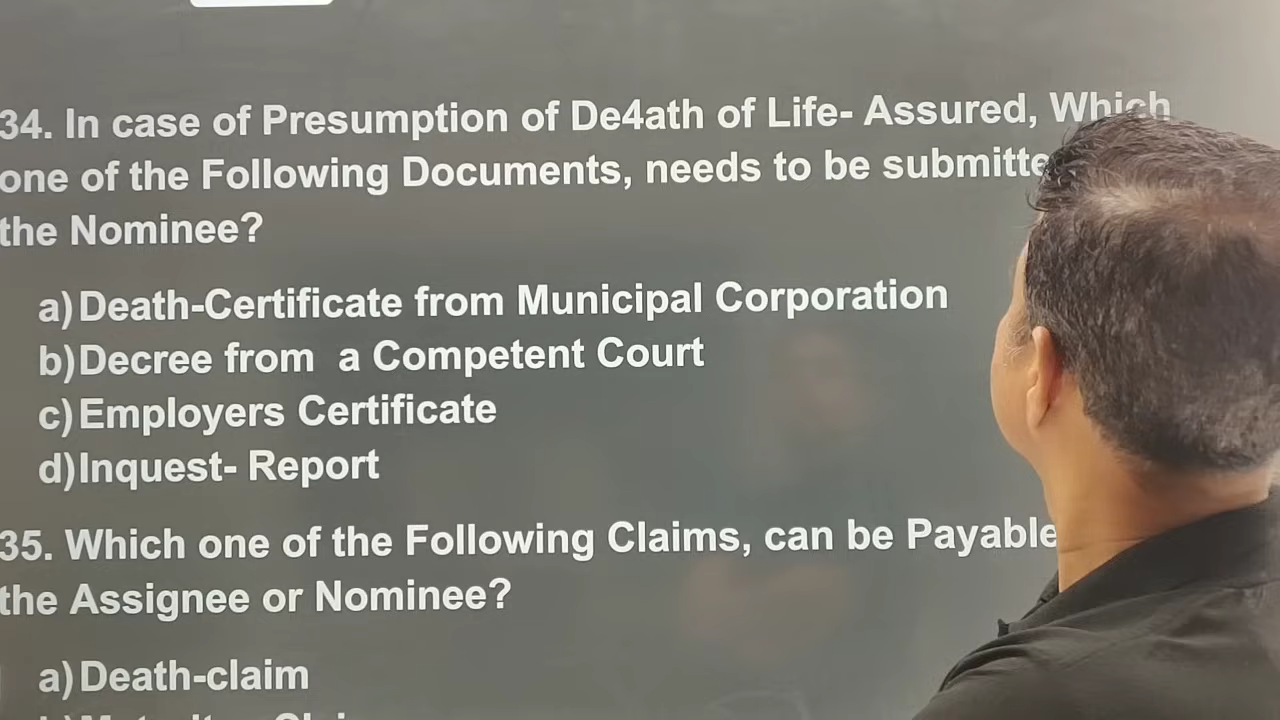 34. In case of Presumption of De4ath of Life- Assured, Which
one of the Following Documents, needs to be submitte
the Nominee?
a) Death-Certificate from Municipal Corporation
b) Decree from a Competent Court
c) Employers Certificate
d) Inquest- Report
35. Which one of the Following Claims, can be Payable
the Assignee or Nominee?
a) Death-claim